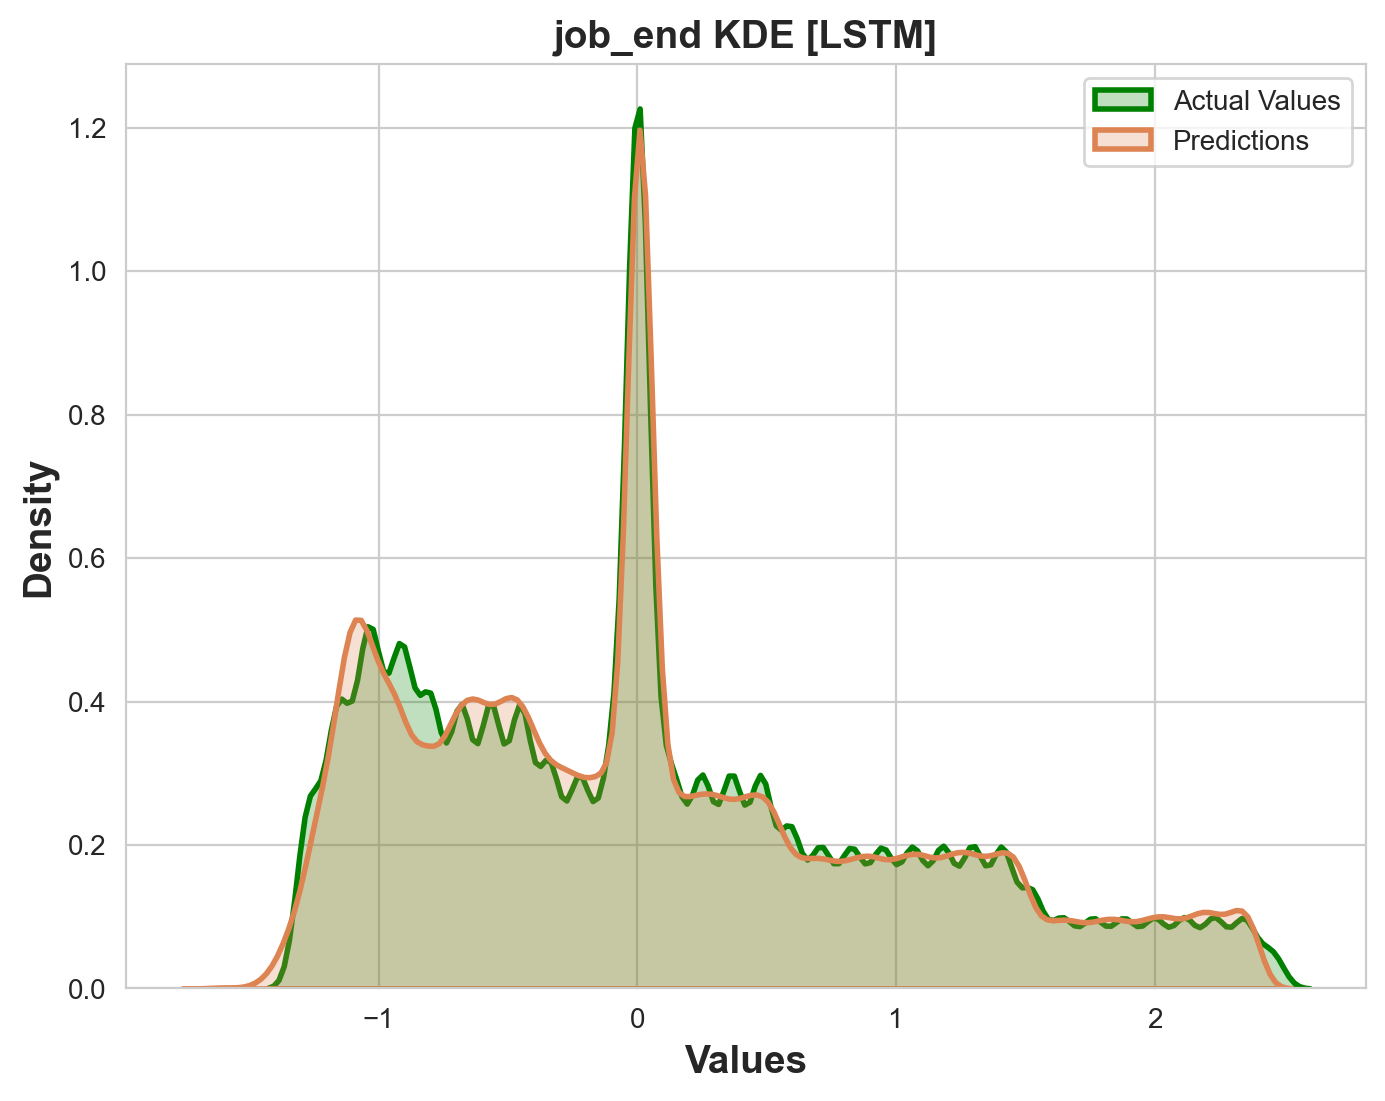 job_end KDE [LSTM]
Actual Values
Predictions
Density
1.2
1.0
0.8
0.6
0.4
0.2
0.0
−1
0
1
2
Values